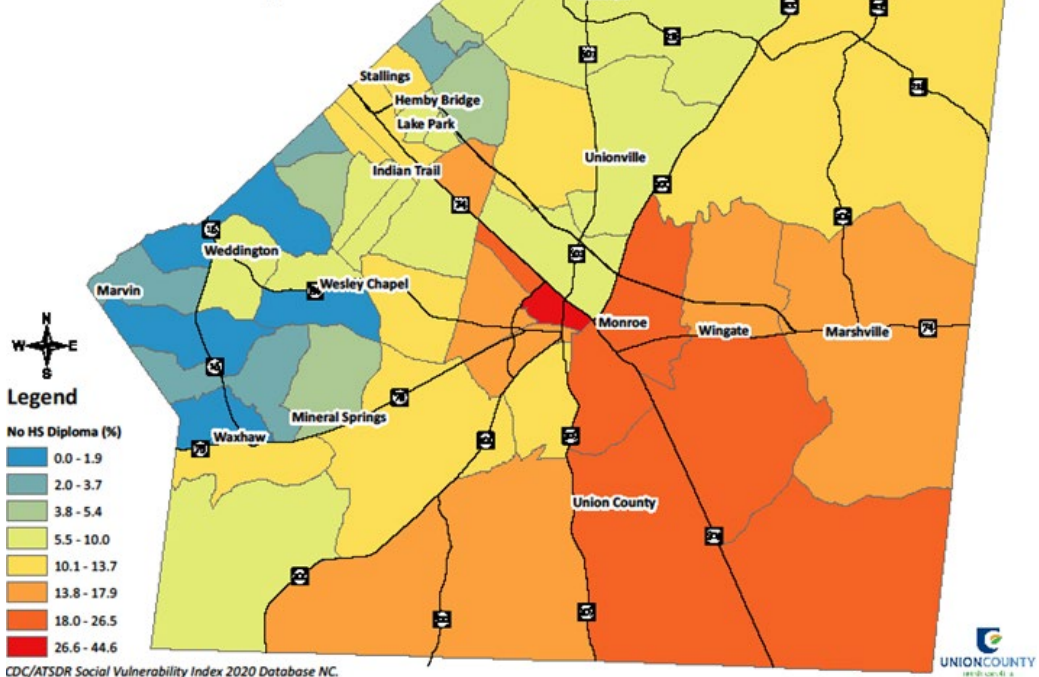 Stallings
Hemby Bridge
Lake Park
Unionville
Indian Trail
74
Weddington
Marvin
Wesley Chapel
N
W E
S
Monroe
Wingate
Marshville
74
Legend
No HS Diploma (%)
0.0 - 1.9
2.0 - 3.7
3.8 - 5.4
5.5 - 10.0
10.1 - 13.7
13.8 - 17.9
18.0 - 26.5
26.6 - 44.6
Mineral Springs
Waxhaw
Union County
CDC/ATSDR Social Vulnerability Index 2020 Database NC.
UNIONCOUNTY